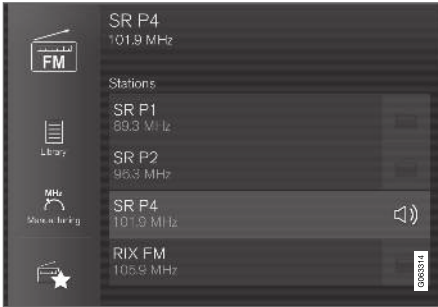 SR P4
101.9 MHz
FM
Stations
SR P1
89.3 MHz
SR P2
96.3 MHz
Library
MHz
Manual tuning
SR P4
101.9 MHz
RIX FM
105.9 MHz
G063314